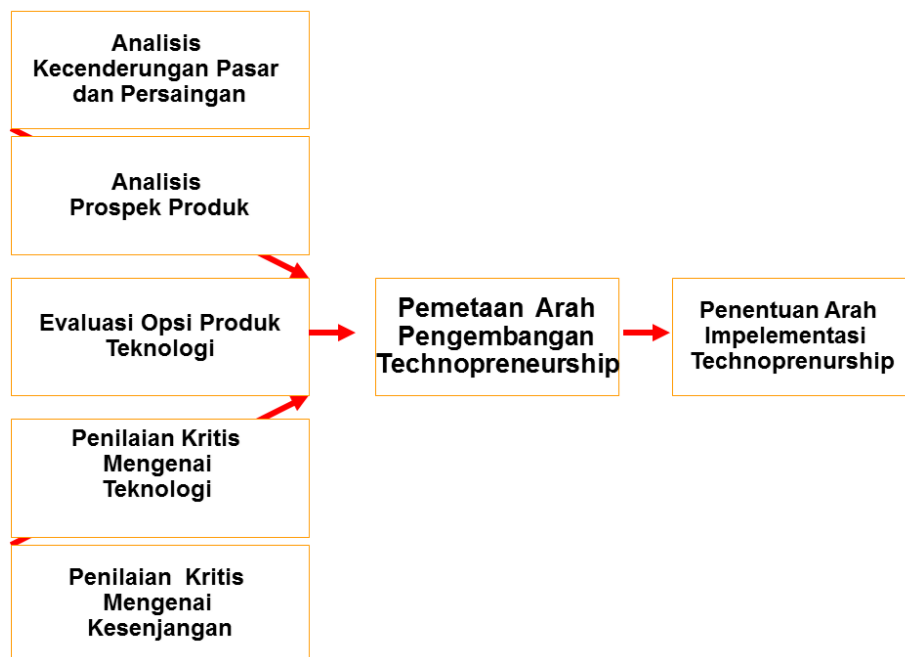 Analisis
Kecenderungan Pasar
dan Persaingan
Analisis
Prospek Produk
Evaluasi Opsi Produk
Teknologi
Penilaian Kritis
Mengenai
Teknologi
Penilaian Kritis
Mengenai
Kesenjangan
Pemetaan Arah
Pengembangan
Technopreneurship
Penentuan Arah
Impelementasi
Technoprenurship